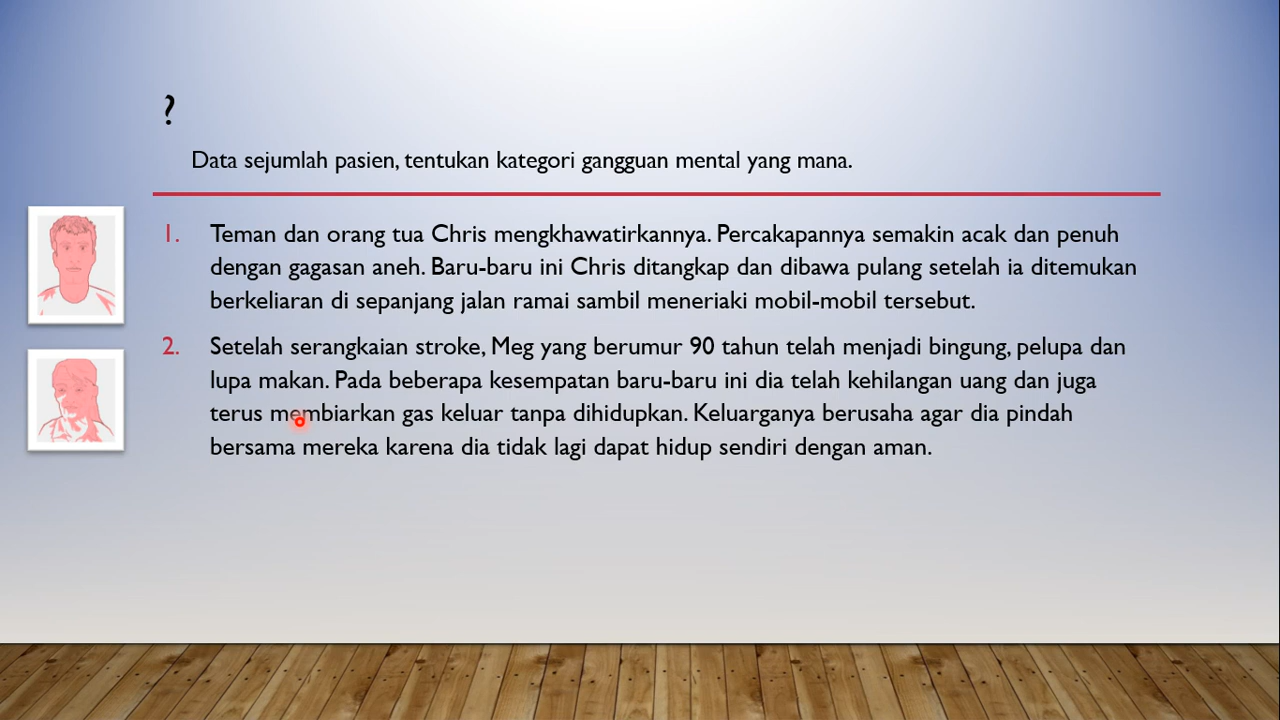 ?
Data sejumlah pasien, tentukan kategori gangguan mental yang mana.
1. Teman dan orang tua Chris mengkhawatirkannya. Percakapannya semakin acak dan penuh
dengan gagasan aneh. Baru-baru ini Chris ditangkap dan dibawa pulang setelah ia ditemukan
berkeliaran di sepanjang jalan ramai sambil meneriaki mobil-mobil tersebut.
2. Setelah serangkaian stroke, Meg yang berumur 90 tahun telah menjadi bingung, pelupa dan
lupa makan. Pada beberapa kesempatan baru-baru ini dia telah kehilangan uang dan juga
terus membiarkan gas keluar tanpa dihidupkan. Keluarganya berusaha agar dia pindah
bersama mereka karena dia tidak lagi dapat hidup sendiri dengan aman.